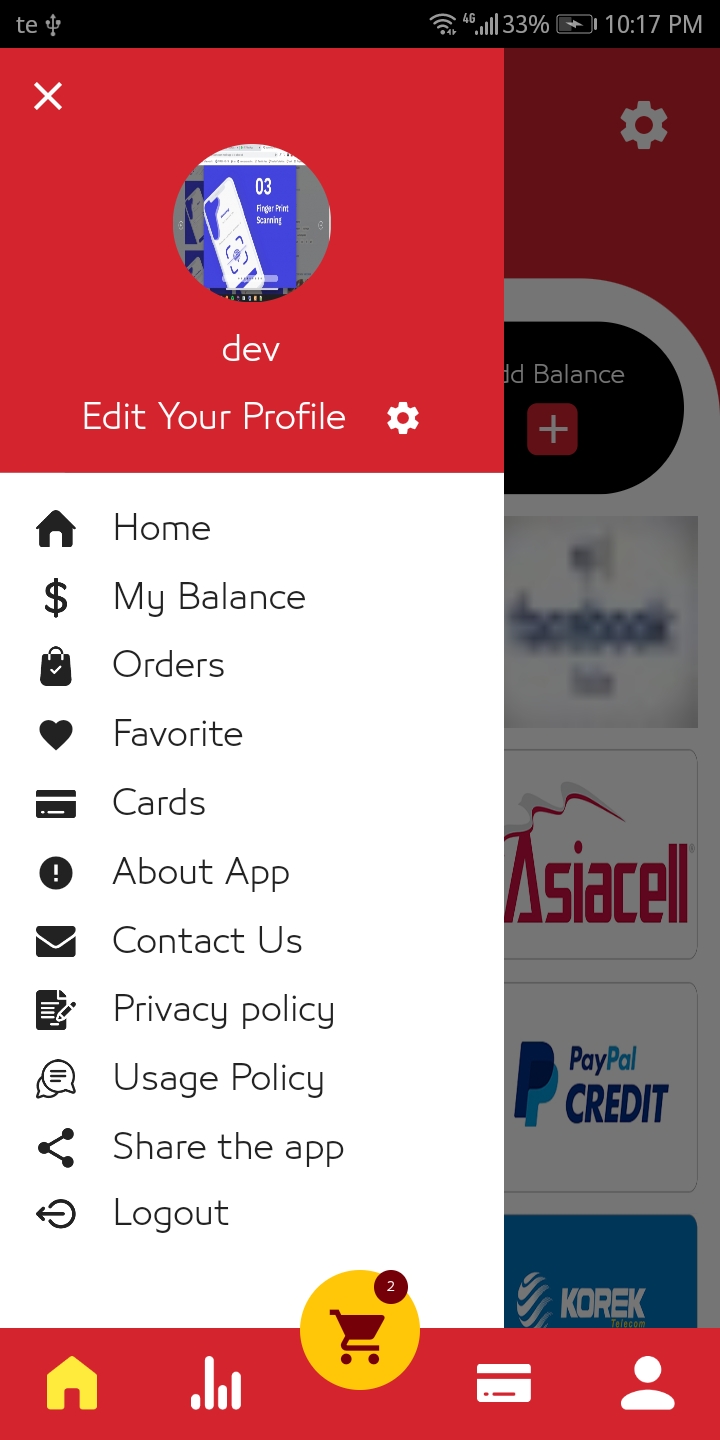 te 4G 33% 10:17 PM
03
Finger Print
Scanning
dev
Edit Your Profile
Balance
Home
My Balance
Orders
Favorite
Cards
About App
Contact Us
Privacy policy
Usage Policy
Share the app
Logout
facebook
Asiacell
PayPal
CREDIT
KOREK
Telecom
2